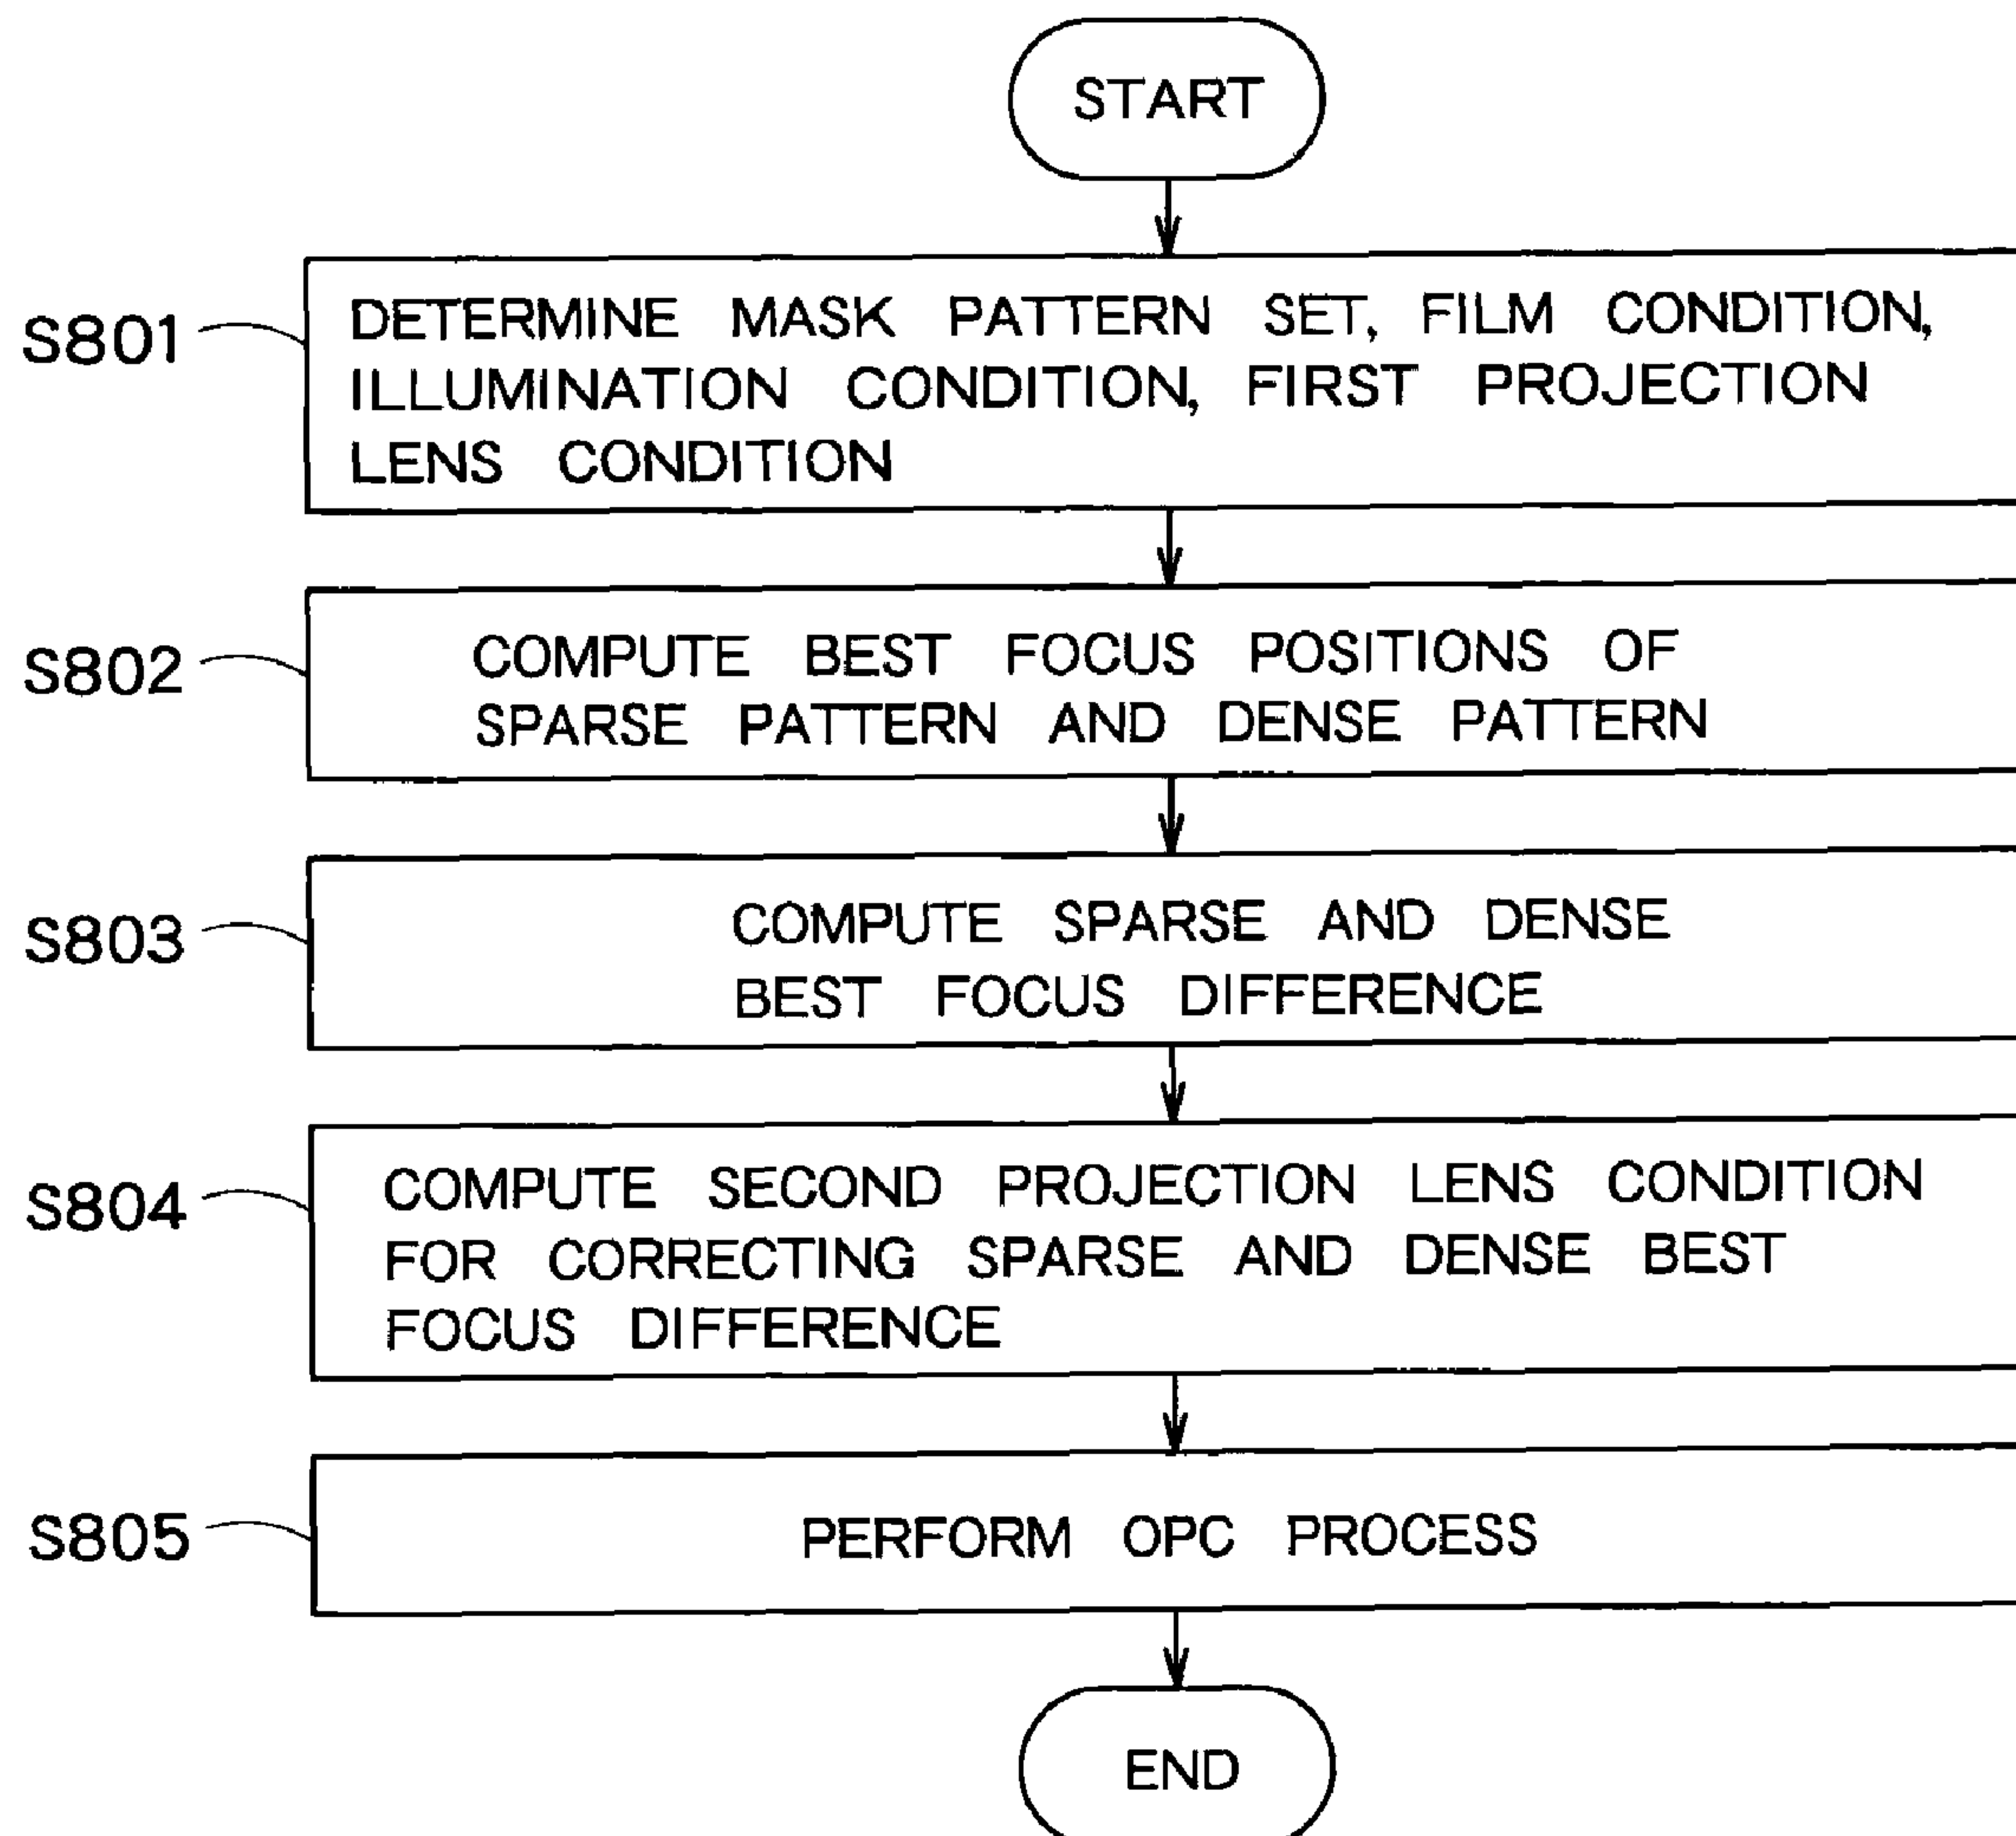 START
S801
DETERMINE MASK PATTERN SET, FILM CONDITION,
ILLUMINATION CONDITION, FIRST PROJECTION
LENS CONDITION
S802
COMPUTE BEST FOCUS POSITIONS OF
SPARSE PATTERN AND DENSE PATTERN
S803
COMPUTE SPARSE AND DENSE
BEST FOCUS DIFFERENCE
S804
COMPUTE SECOND PROJECTION LENS CONDITION
FOR CORRECTING SPARSE AND DENSE BEST
FOCUS DIFFERENCE
S805
PERFORM OPC PROCESS
END